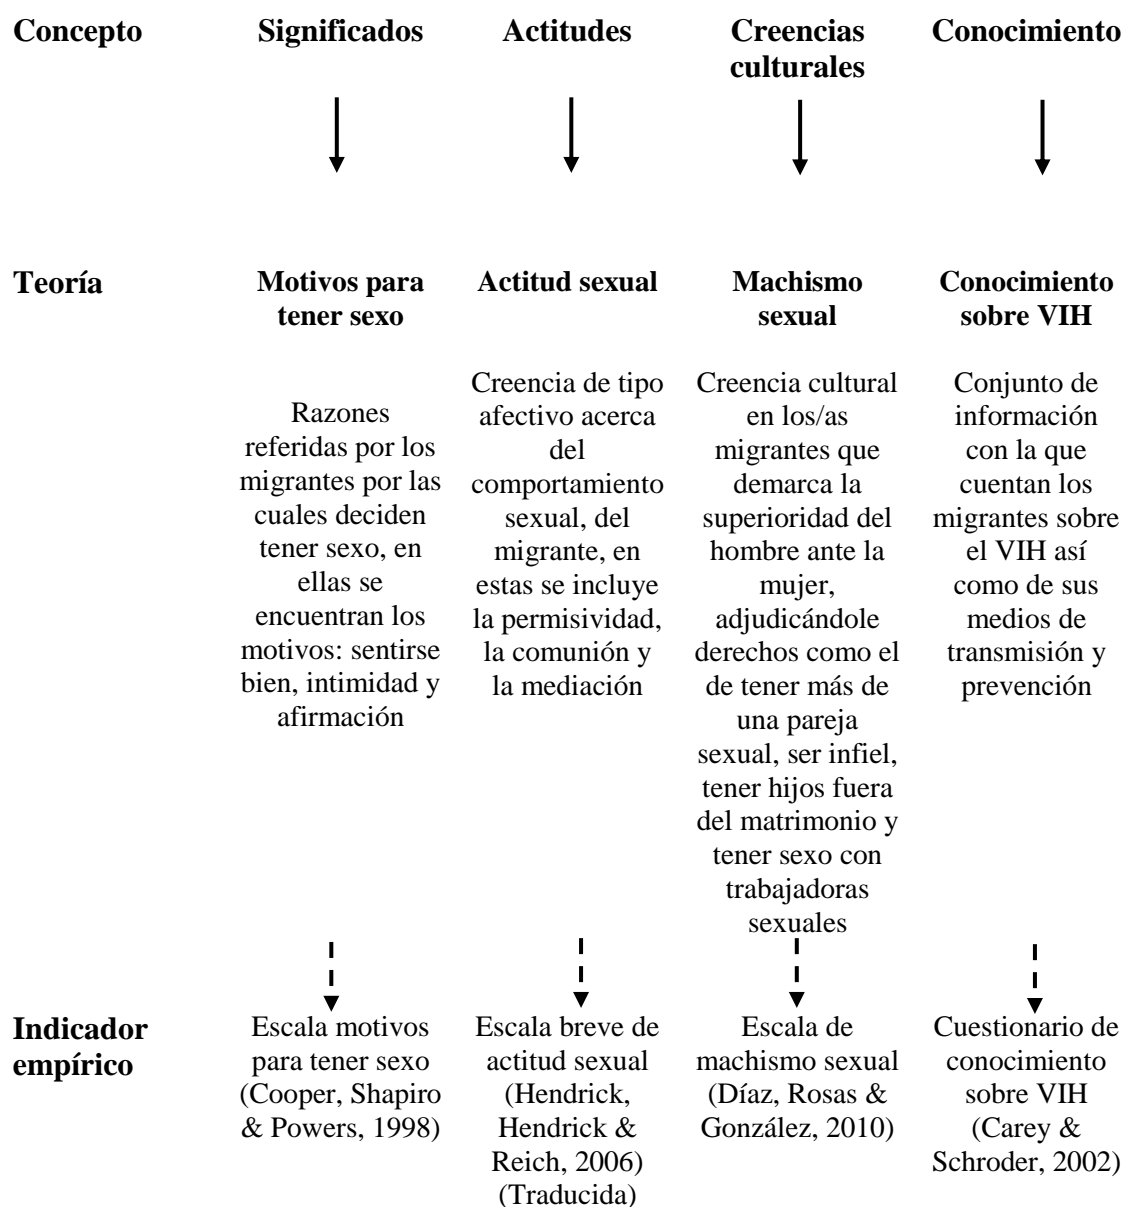 Concepto
Significados
Actitudes
Creencias
culturales
Conocimiento
Teoría
Motivos para
tener sexo
Actitud sexual
Machismo
sexual
Conocimiento
sobre VIH
Razones
referidas por los
migrantes por las
cuales deciden
tener sexo, en
ellas se
encuentran los
motivos: sentirse
bien, intimidad y
afirmación
Creencia de tipo
afectivo acerca
del
comportamiento
sexual, del
migrante, en
estas se incluye
la permisividad,
la comunión y
la mediación
Creencia cultural
en los/as
migrantes que
demarca la
superioridad del
hombre ante la
mujer,
adjudicándole
derechos como el
de tener más de
una pareja
sexual, ser infiel,
tener hijos fuera
del matrimonio y
tener sexo con
trabajadoras
sexuales
Conjunto de
información
con la que
cuentan los
migrantes sobre
el VIH así
como de sus
medios de
transmisión y
prevención
Indicador
empírico
Escala motivos
para tener sexo
(Cooper, Shapiro
& Powers, 1998)
Escala breve de
actitud sexual
(Hendrick,
Hendrick &
Reich, 2006)
(Traducida)
Escala de
machismo sexual
(Díaz, Rosas &
González, 2010)
Cuestionario de
conocimiento
sobre VIH
(Carey &
Schroder, 2002)